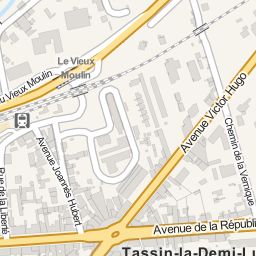 Le Vieux
Moulin
u Vieux Moulin
Avenue Victor Hugo
Chemin de la Vernique
Avenue Joannès Hubert
Rue de la Liberté
Avenue de la Républi
Tassin-la-Demi-Lu